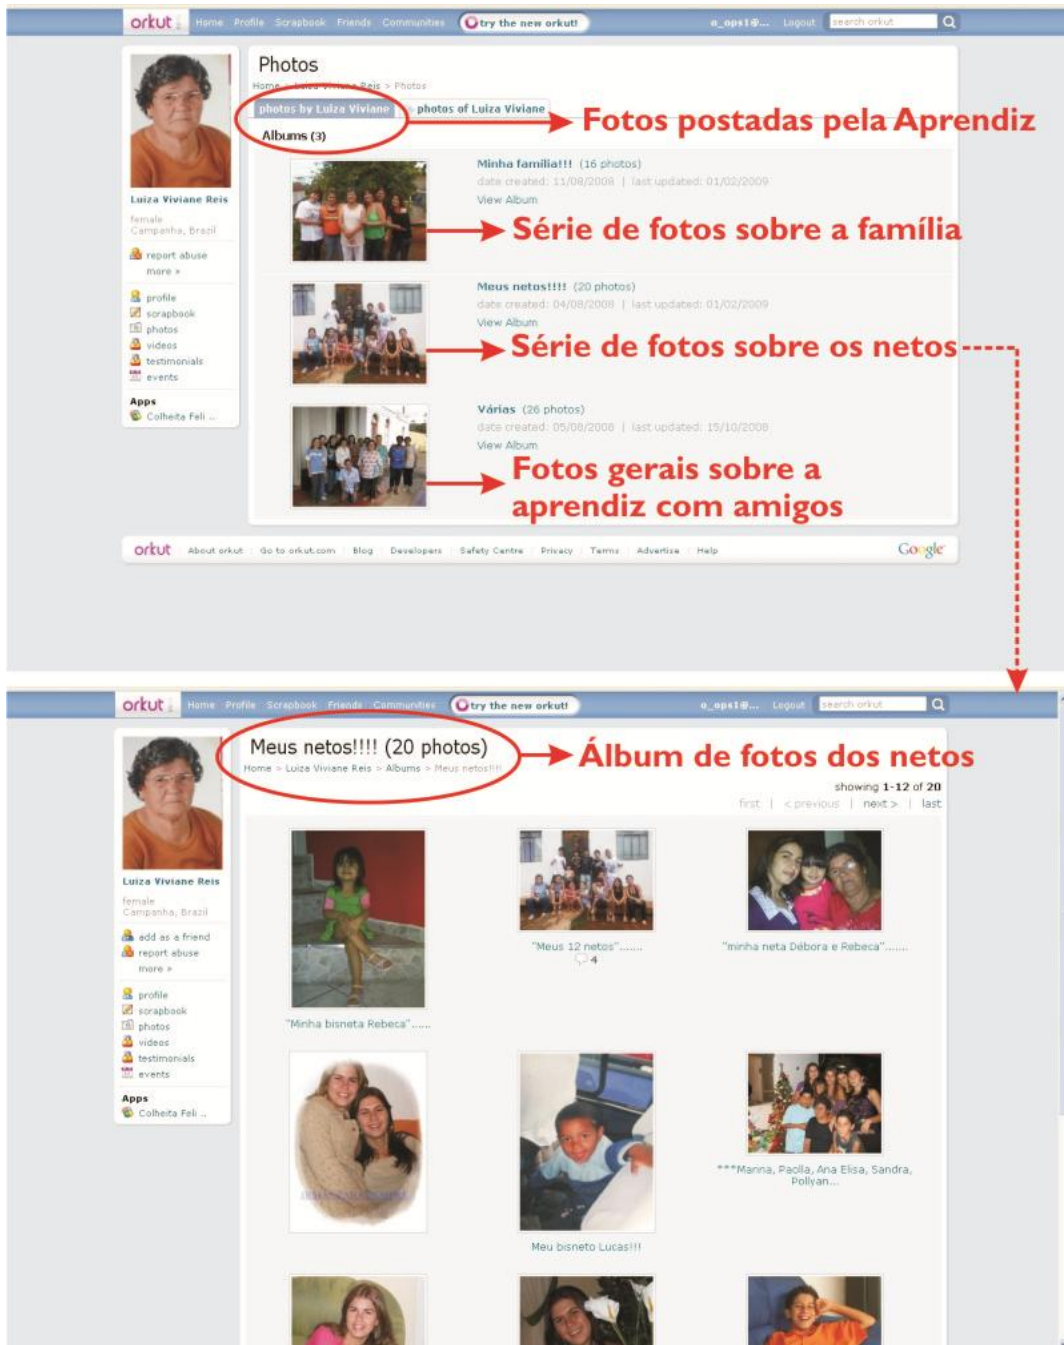 orkut Home Profile Scrapbook Friends Communities try the new orkut! o_ops1@... Logout search orkut
Photos
Home > Luiza Viviane Reis > Photos
photos by Luiza Viviane photos of Luiza Viviane
Fotos postadas pela Aprendiz
Albums (3)
Minha família!!! (16 photos)
date created: 11/08/2008 | last updated: 01/02/2009
View Album
Série de fotos sobre a família
Meus netos!!!! (20 photos)
date created: 04/08/2008 | last updated: 01/02/2009
View Album
Série de fotos sobre os netos
Várias (26 photos)
date created: 05/08/2008 | last updated: 15/10/2008
View Album
Fotos gerais sobre a
aprendiz com amigos
Luiza Viviane Reis
female
Campanha, Brazil
report abuse
more »
profile
scrapbook
photos
videos
testimonials
events
Apps
Colheita Feli ..
orkut About orkut Go to orkut.com Blog Developers Safety Centre Privacy Terms Advertise Help Google
orkut Home Profile Scrapbook Friends Communities try the new orkut! o_ops1@... Logout search orkut
Meus netos!!!! (20 photos)
Home > Luiza Viviane Reis > Albums > Meus netos!!!!
Álbum de fotos dos netos
showing 1-12 of 20
first | < previous | next > | last
Luiza Viviane Reis
female
Campanha, Brazil
add as a friend
report abuse
more »
profile
scrapbook
photos
videos
testimonials
events
Apps
Colheita Feli ..
"Minha bisneta Rebeca"......
"Meus 12 netos".......
4
"minha neta Débora e Rebeca".......
Meu bisneto Lucas!!!
***Marina, Paolla, Ana Elisa, Sandra,
Pollyan...